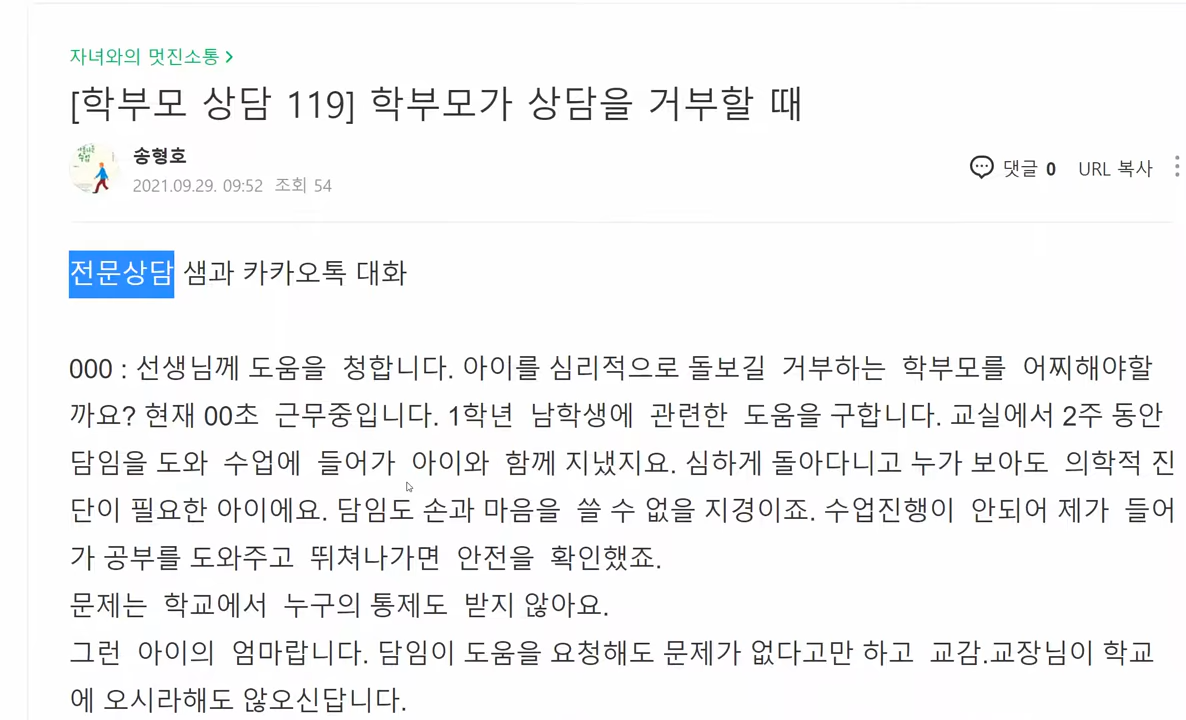 자녀와의 멋진소통 >
[학부모 상담 119] 학부모가 상담을 거부할 때
송형호
2021.09.29. 09:52 조회 54
댓글 0 URL 복사
전문상담 샘과 카카오톡 대화
000 : 선생님께 도움을 청합니다. 아이를 심리적으로 돌보길 거부하는 학부모를 어찌해야할
까요? 현재 00초 근무중입니다. 1학년 남학생에 관련한 도움을 구합니다. 교실에서 2주 동안
담임을 도와 수업에 들어가 아이와 함께 지냈지요. 심하게 돌아다니고 누가 보아도 의학적 진
단이 필요한 아이에요. 담임도 손과 마음을 쓸 수 없을 지경이죠. 수업진행이 안되어 제가 들어
가 공부를 도와주고 뛰쳐나가면 안전을 확인했죠.
문제는 학교에서 누구의 통제도 받지 않아요.
그런 아이의 엄마랍니다. 담임이 도움을 요청해도 문제가 없다고만 하고 교감.교장님이 학교
에 오시라해도 않오신답니다.